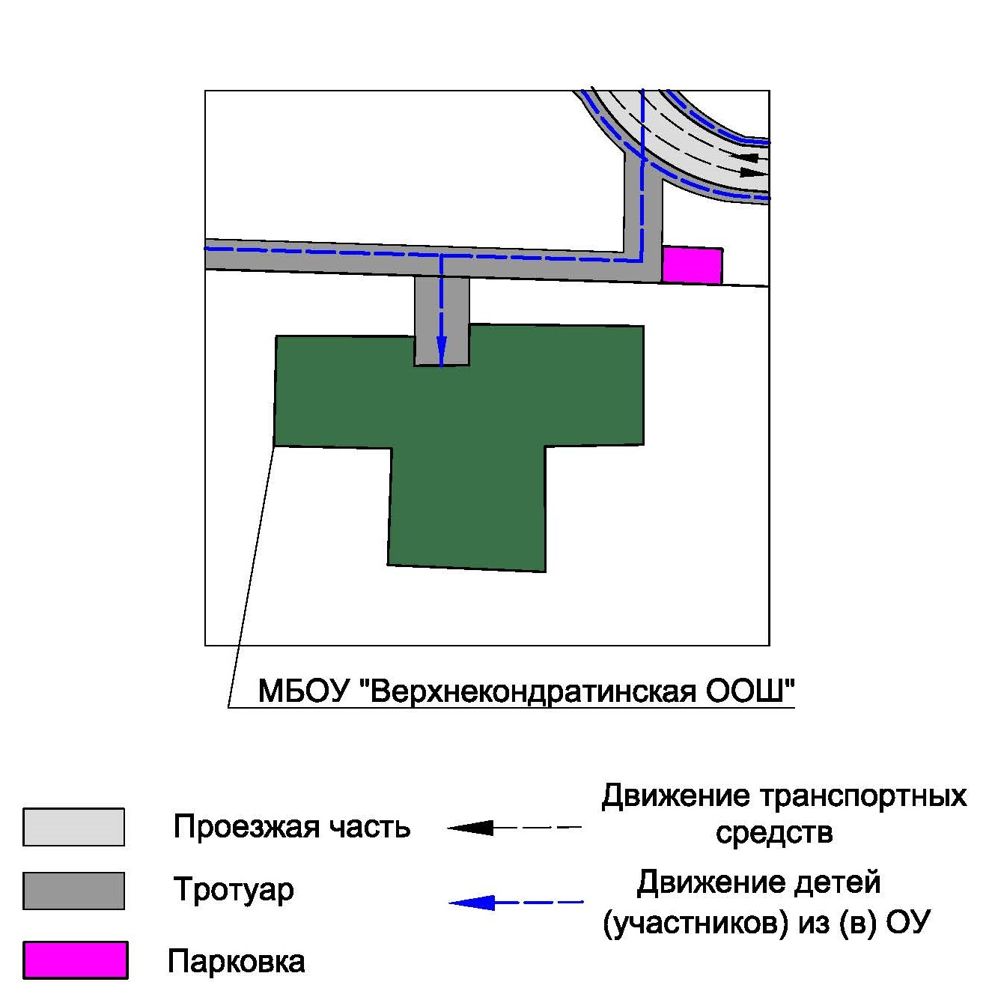 МБОУ "Верхнекондратинская ООШ"
Проезжая часть
Тротуар
Парковка
Движение транспортных
средств
Движение детей
(участников) из (в) ОУ